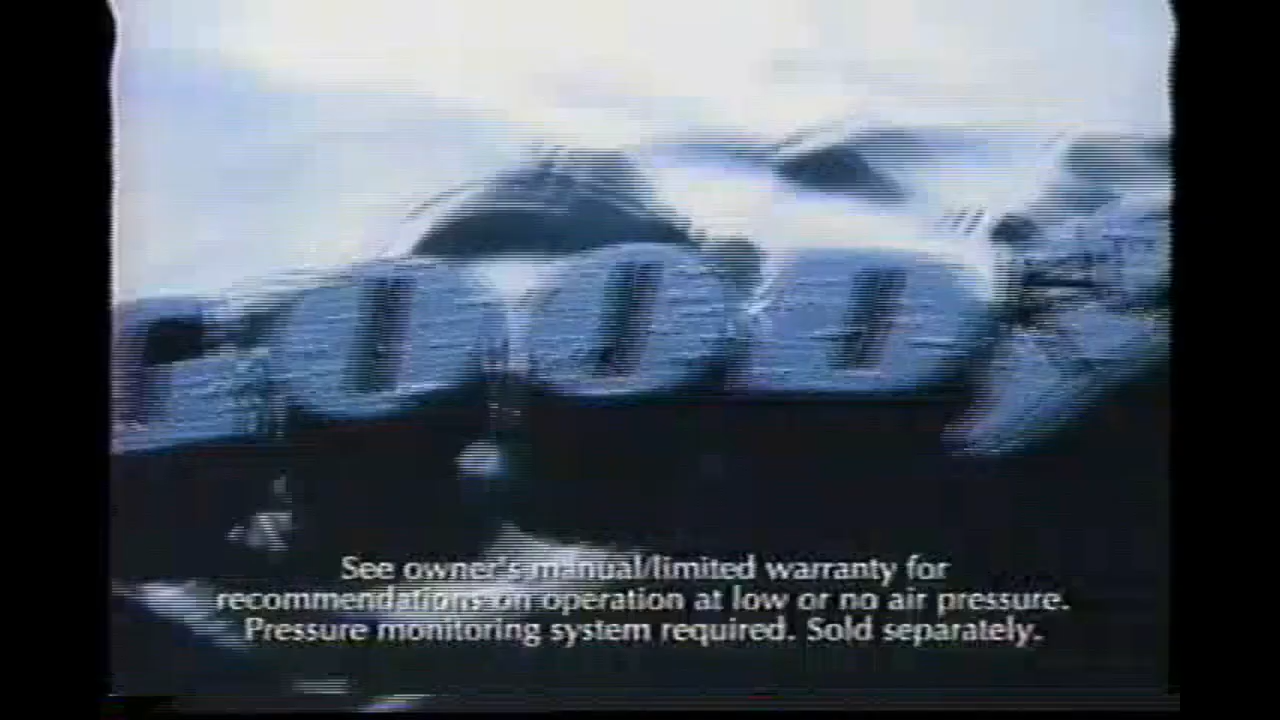 See owner's manual/limited warranty for
recommendations on operation at low or no air pressure.
Pressure monitoring system required. Sold separately.